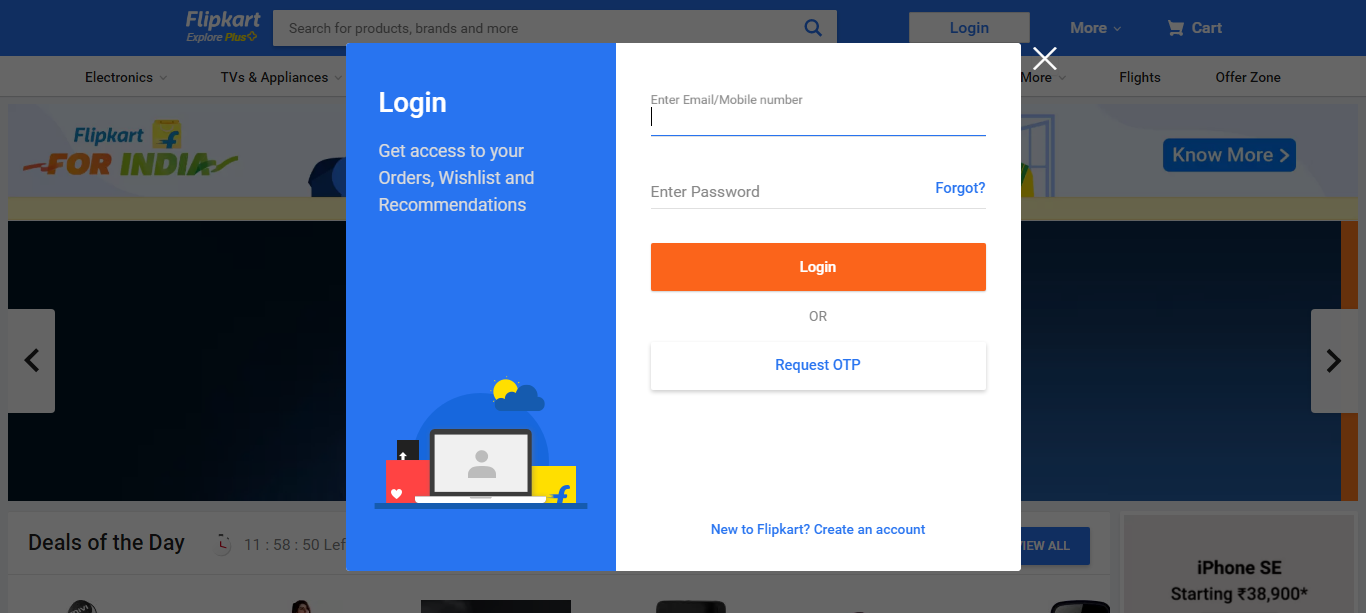 Flipkart
Explore Plus
Search for products, brands and more
Login
More
Cart
Electronics
TVs & Appliances
More
Flights
Offer Zone
Flipkart
FOR INDIA
Know More
Login
Get access to your
Orders, Wishlist and
Recommendations
Enter Email/Mobile number
Enter Password
Forgot?
Login
OR
Request OTP
New to Flipkart? Create an account
Deals of the Day
11 : 58 : 50 Lef
VIEW ALL
iPhone SE
Starting ₹38,900*